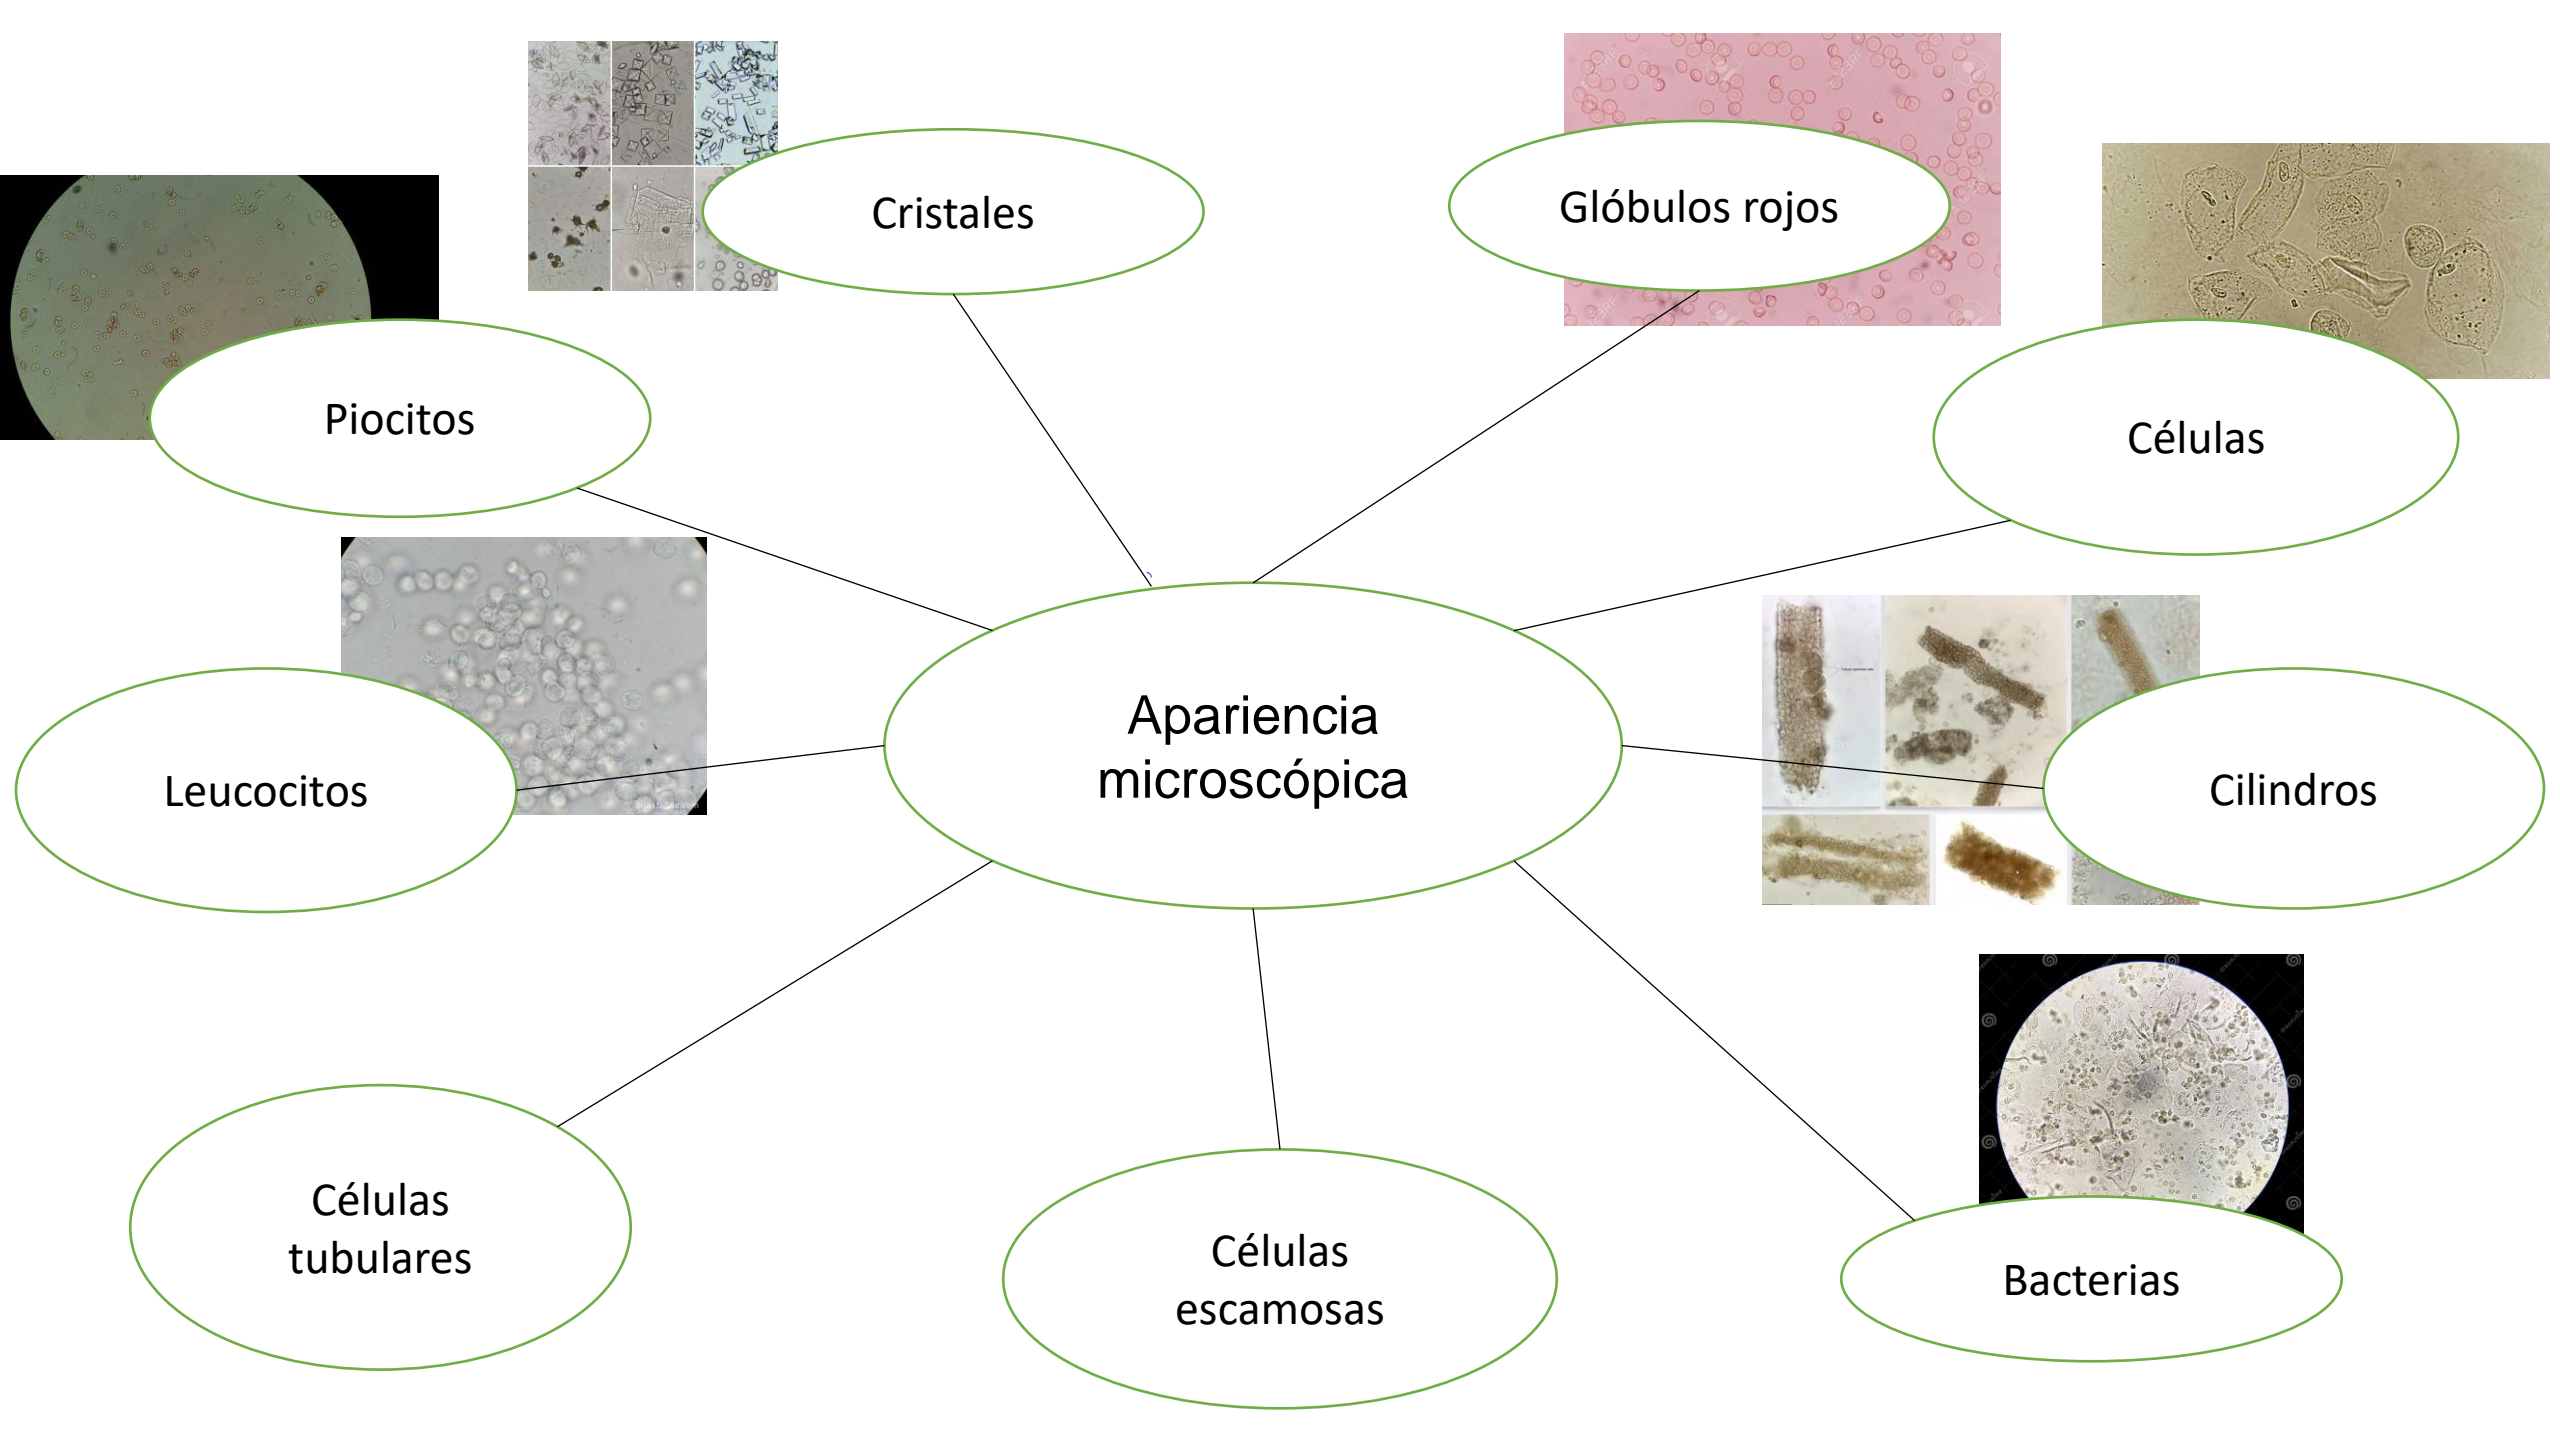 Cristales
Glóbulos rojos
Piocitos
Células
Apariencia
microscópica
Leucocitos
Cilindros
Células
tubulares
Células
escamosas
Bacterias